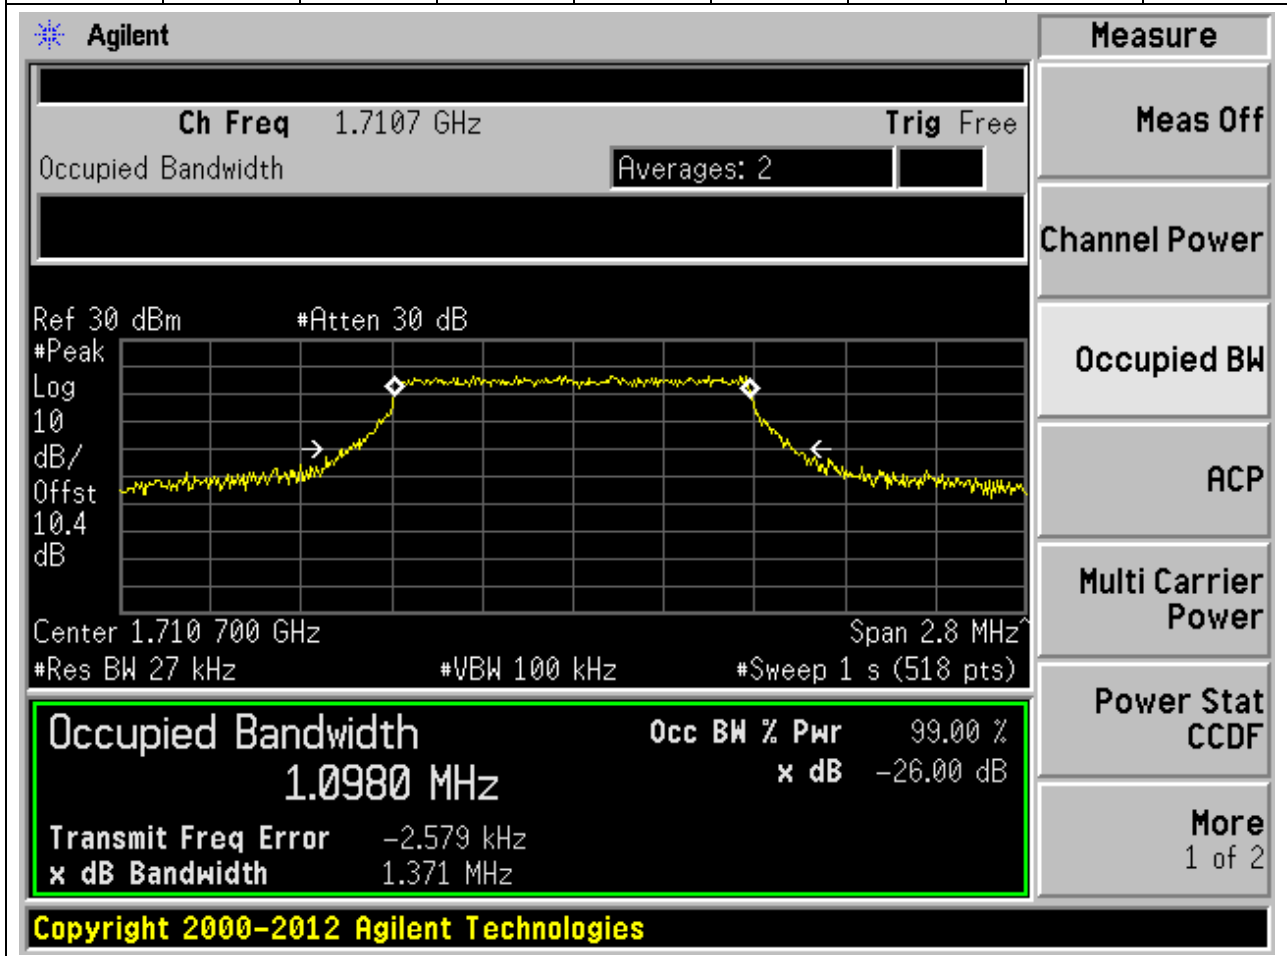 Agilent
Measure
Ch Freq 1.7107 GHz Trig Free
Meas Off
Occupied Bandwidth Averages: 2
Channel Power
Ref 30 dBm #Atten 30 dB
#Peak
Log
10
dB/
Offst
10.4
dB
Occupied BW
ACP
Multi Carrier
Power
Center 1.710 700 GHz Span 2.8 MHz^
#Res BW 27 kHz #VBW 100 kHz #Sweep 1 s (518 pts)
Power Stat
CCDF
Occupied Bandwidth Occ BW % Pwr 99.00 %
1.0980 MHz x dB -26.00 dB
Transmit Freq Error -2.579 kHz
x dB Bandwidth 1.371 MHz
More
1 of 2
Copyright 2000-2012 Agilent Technologies